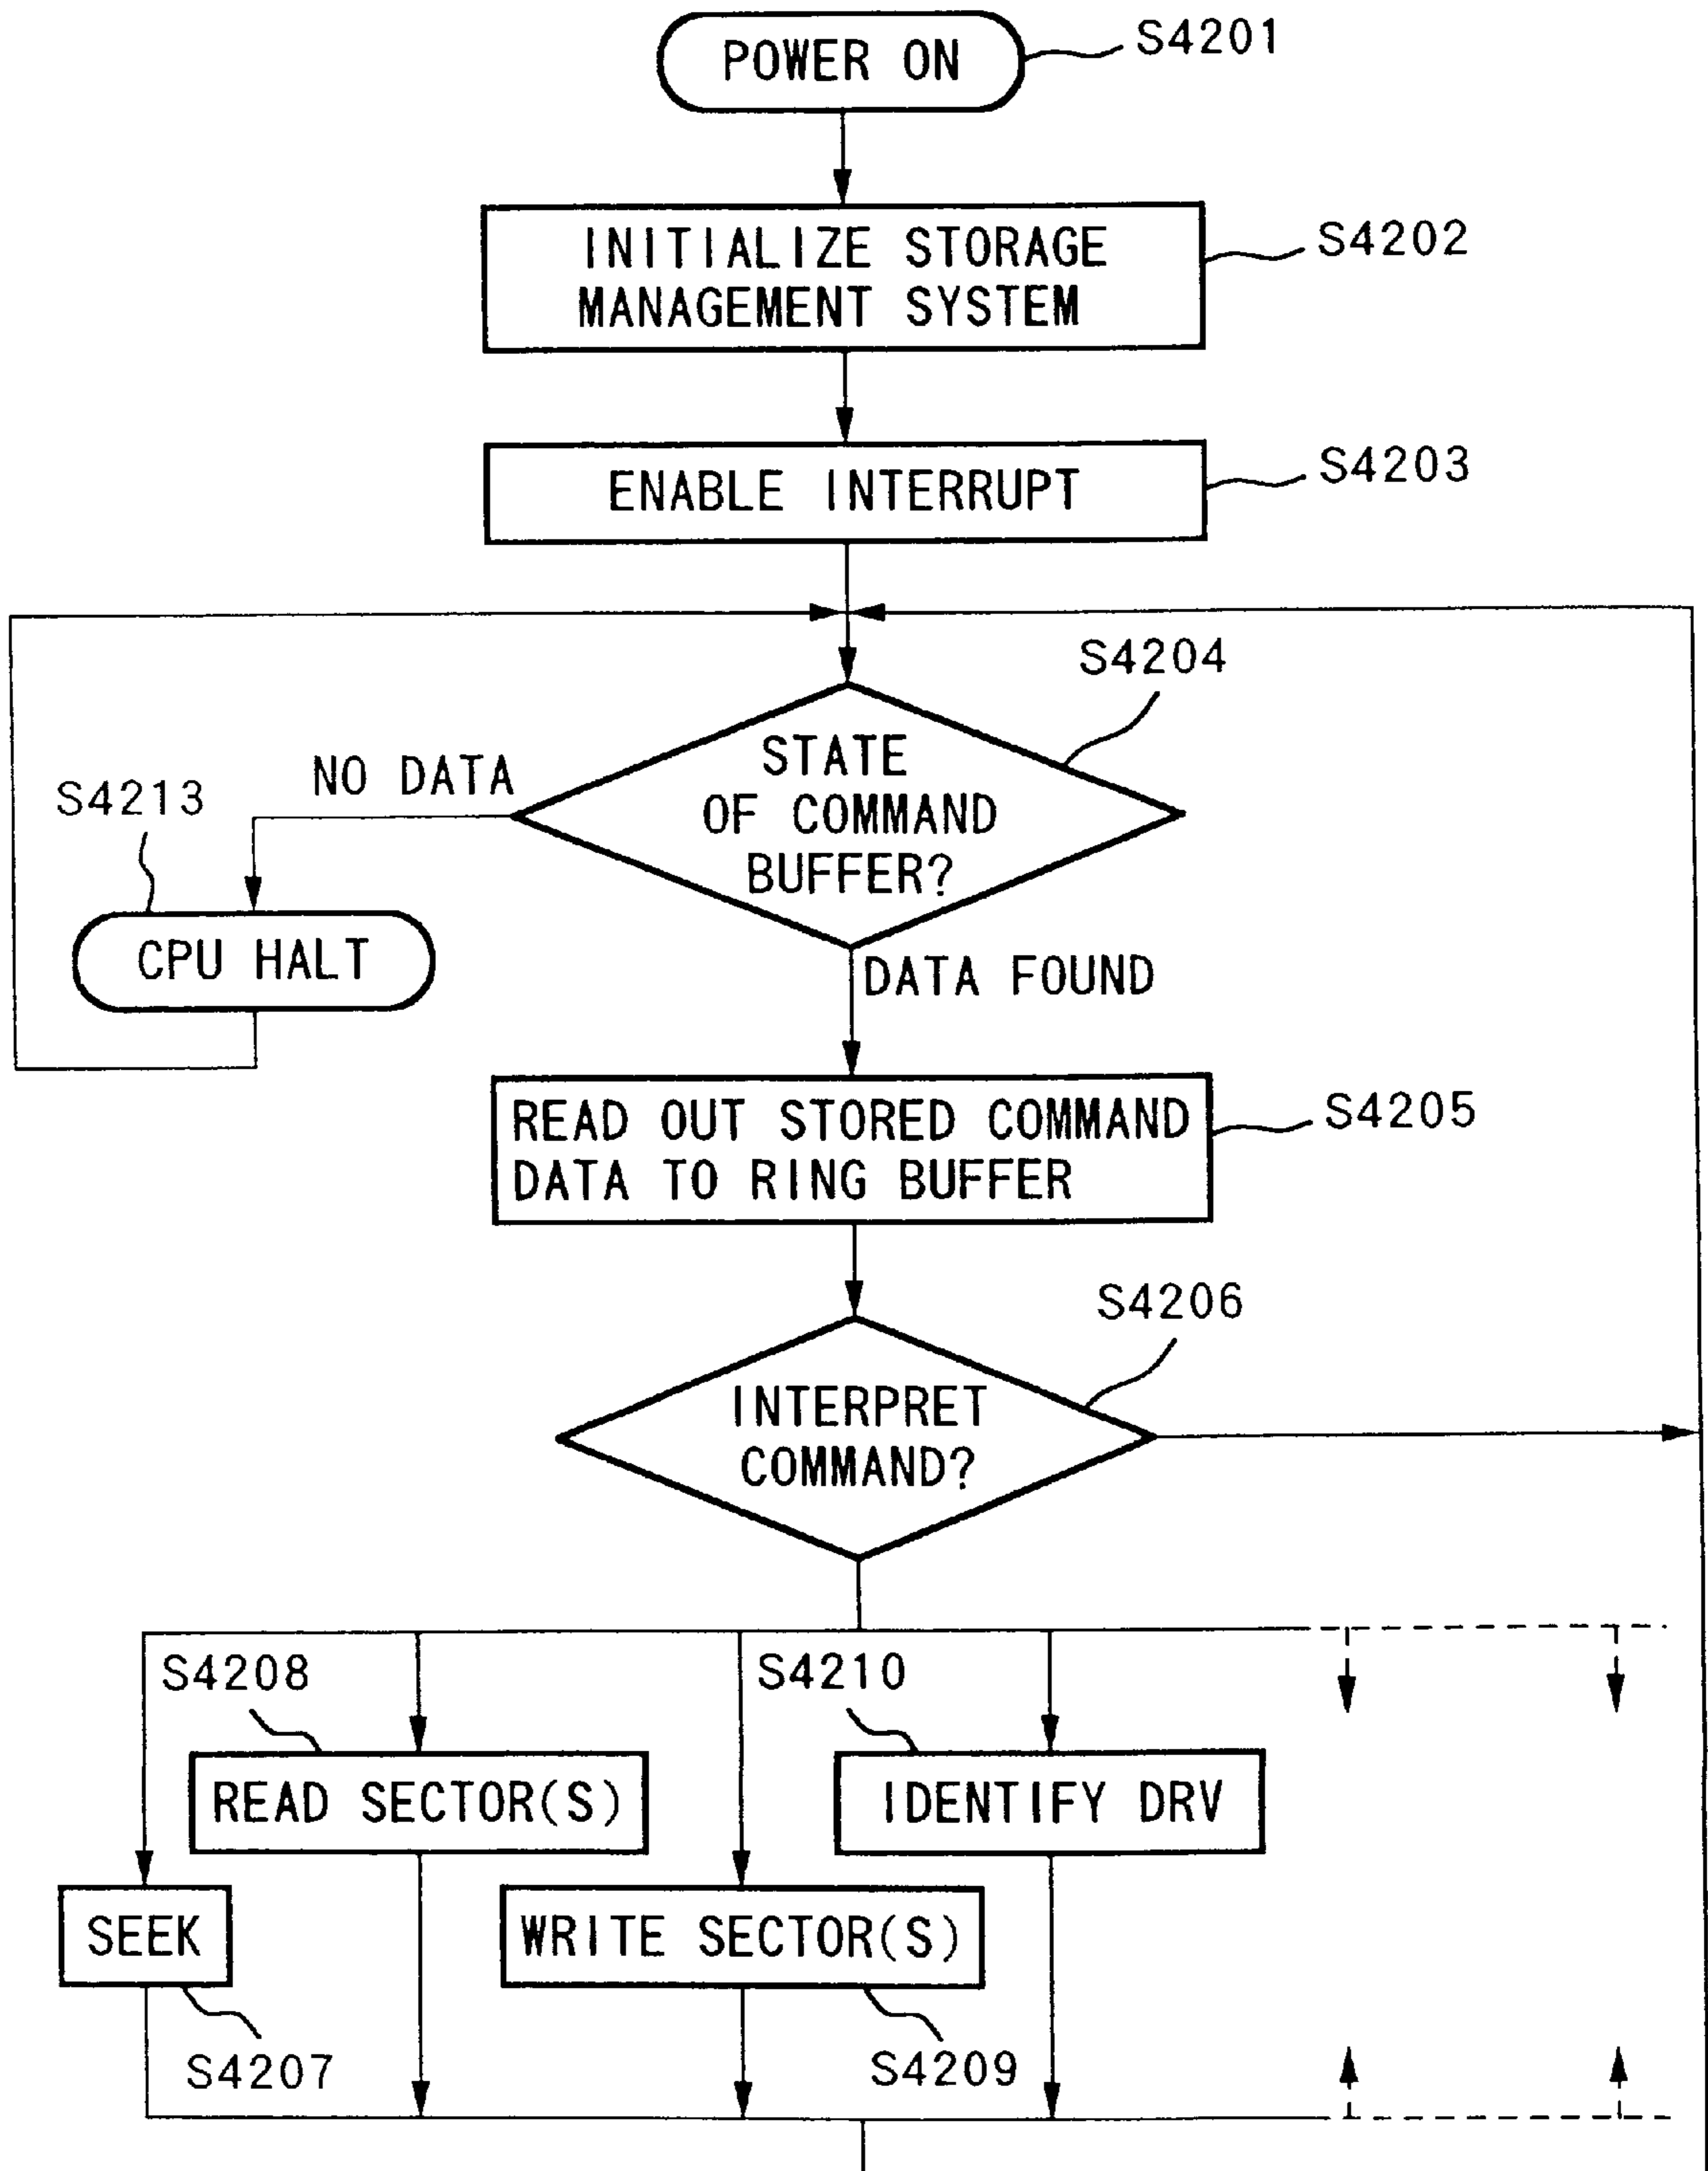 POWER ON
S4201
INITIALIZE STORAGE
MANAGEMENT SYSTEM
S4202
ENABLE INTERRUPT
S4203
S4204
STATE
OF COMMAND
BUFFER?
NO DATA
S4213
CPU HALT
DATA FOUND
READ OUT STORED COMMAND
DATA TO RING BUFFER
S4205
S4206
INTERPRET
COMMAND?
S4208
S4210
READ SECTOR(S)
IDENTIFY DRV
SEEK
WRITE SECTOR(S)
S4207
S4209